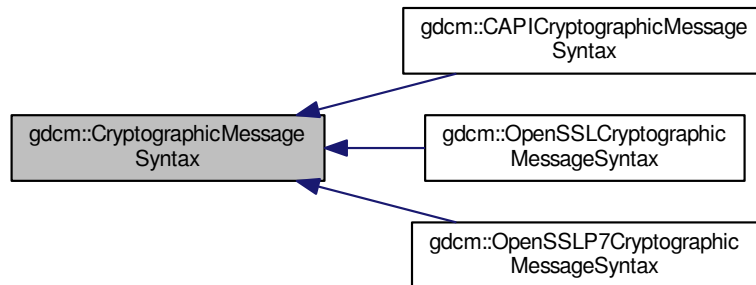 gdcm::CAPICryptographicMessage
Syntax
gdcm::CryptographicMessage
Syntax
gdcm::OpenSSLCryptographic
MessageSyntax
gdcm::OpenSSLP7Cryptographic
MessageSyntax